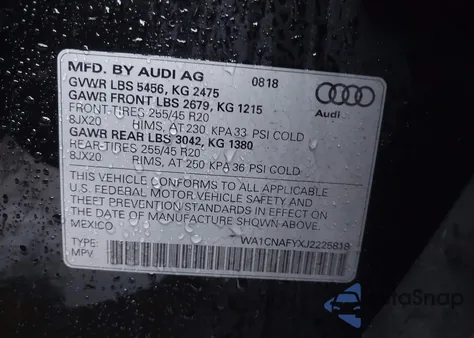 MFD. BY AUDI AG 0818
GVWR LBS 5456, KG 2475
GAWR FRONT LBS 2679, KG 1215
FRONT-TIRES 255/45 R20
8JX20 RIMS, AT 230 KPA 33 PSI COLD
GAWR REAR LBS 3042, KG 1380
REAR-TIRES 255/45 R20
8JX20 RIMS, AT 250 KPA 36 PSI COLD
Audi
THIS VEHICLE CONFORMS TO ALL APPLICABLE
U.S. FEDERAL MOTOR VEHICLE SAFETY AND
THEFT PREVENTION STANDARDS IN EFFECT ON
THE DATE OF MANUFACTURE SHOWN ABOVE.
MEXICO
WA1CNAFYXJ2225818
TYPE:
MPV
AutoSnap